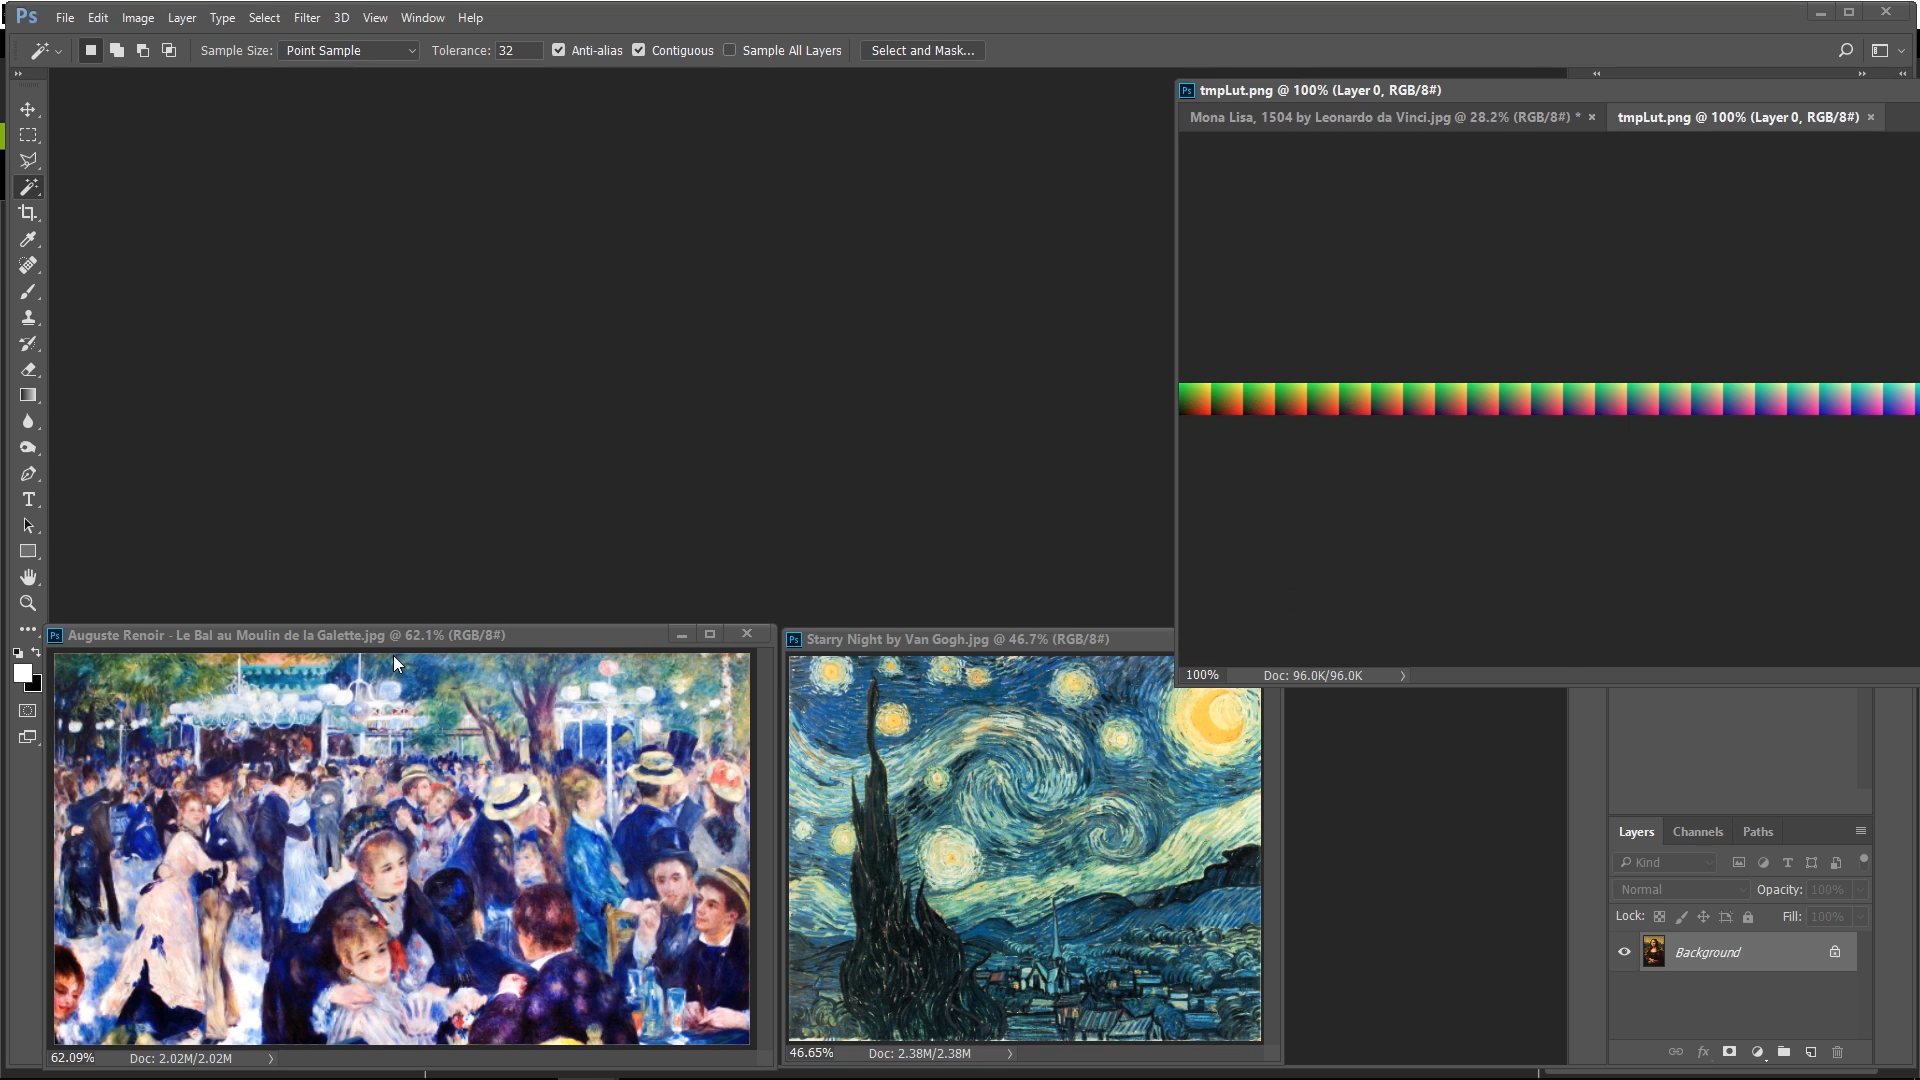 Ps File Edit Image Layer Type Select Filter 3D View Window Help
Sample Size: Point Sample Tolerance: 32 Anti-alias Contiguous Sample All Layers Select and Mask...
Ps tmpLut.png @ 100% (Layer 0, RGB/8#)
Mona Lisa, 1504 by Leonardo da Vinci.jpg @ 28.2% (RGB/8#) * × tmpLut.png @ 100% (Layer 0, RGB/8#) ×
100% Doc: 96.0K/96.0K
Ps Auguste Renoir - Le Bal au Moulin de la Galette.jpg @ 62.1% (RGB/8#)
Ps Starry Night by Van Gogh.jpg @ 46.7% (RGB/8#)
62.09% Doc: 2.02M/2.02M
46.65% Doc: 2.38M/2.38M
Layers Channels Paths
Kind
Normal Opacity: 100%
Lock: Fill: 100%
Background
fx